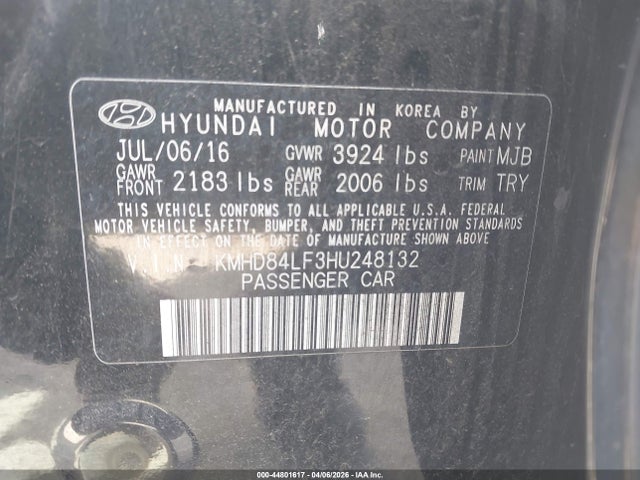 MANUFACTURED IN KOREA BY
HYUNDAI MOTOR COMPANY
JUL/06/16 GVWR 3924 lbs PAINT MJB
GAWR FRONT 2183 lbs GAWR REAR 2006 lbs TRIM TRY
THIS VEHICLE CONFORMS TO ALL APPLICABLE U.S.A. FEDERAL
MOTOR VEHICLE SAFETY, BUMPER, AND THEFT PREVENTION STANDARDS
IN EFFECT ON THE DATE OF MANUFACTURE SHOWN ABOVE.
V I N : KMHD84LF3HU248132
PASSENGER CAR
000-44801617 - 04/06/2026 - IAA Inc.